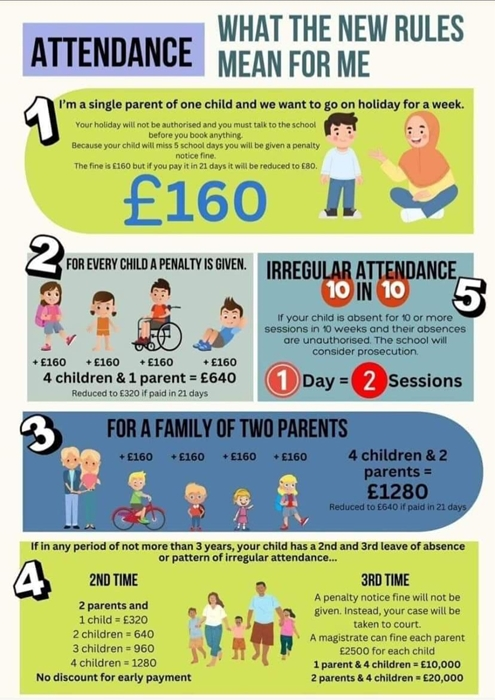 ATTENDANCE
WHAT THE NEW RULES
MEAN FOR ME
1
I'm a single parent of one child and we want to go on holiday for a week.
Your holiday will not be authorised and you must talk to the school
before you book anything.
Because your child will miss 5 school days you will be given a penalty
notice fine.
The fine is £160 but if you pay it in 21 days it will be reduced to £80.
£160
2
FOR EVERY CHILD A PENALTY IS GIVEN.
+ £160 + £160 + £160 + £160
4 children & 1 parent = £640
Reduced to £320 if paid in 21 days
IRREGULAR ATTENDANCE
10 IN 10
5
If your child is absent for 10 or more
sessions in 10 weeks and their absences
are unauthorised. The school will
consider prosecution.
1 Day = 2 Sessions
3
FOR A FAMILY OF TWO PARENTS
+ £160 + £160 + £160 + £160
4 children & 2
parents =
£1280
Reduced to £640 if paid in 21 days
If in any period of not more than 3 years, your child has a 2nd and 3rd leave of absence
or pattern of irregular attendance...
4
2ND TIME
2 parents and
1 child = £320
2 children = 640
3 children = 960
4 children = 1280
No discount for early payment
3RD TIME
A penalty notice fine will not be
given. Instead, your case will be
taken to court.
A magistrate can fine each parent
£2500 for each child
1 parent & 4 children = £10,000
2 parents & 4 children = £20,000